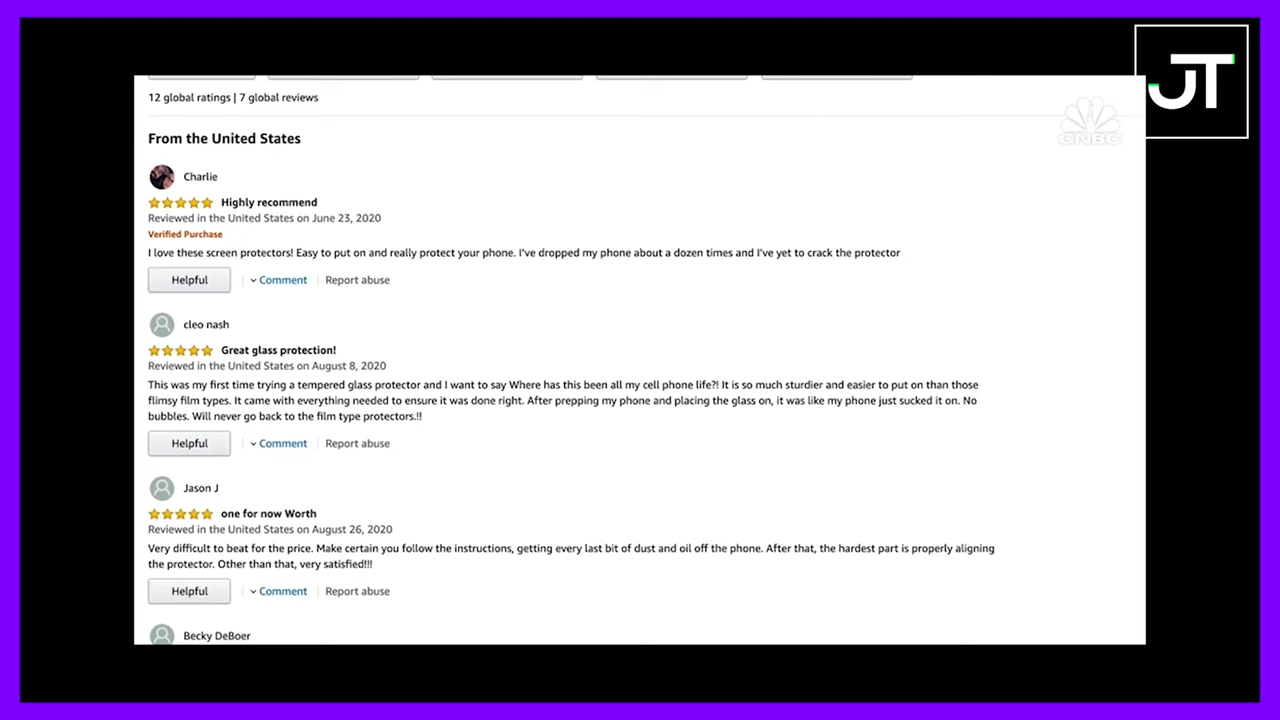 JT
12 global ratings | 7 global reviews
CNBC
From the United States
Charlie
Highly recommend
Reviewed in the United States on June 23, 2020
Verified Purchase
I love these screen protectors! Easy to put on and really protect your phone. I've dropped my phone about a dozen times and I've yet to crack the protector
Helpful Comment Report abuse
cleo nash
Great glass protection!
Reviewed in the United States on August 8, 2020
This was my first time trying a tempered glass protector and I want to say Where has this been all my cell phone life?! It is so much sturdier and easier to put on than those
flimsy film types. It came with everything needed to ensure it was done right. After prepping my phone and placing the glass on, it was like my phone just sucked it on. No
bubbles. Will never go back to the film type protectors.!!
Helpful Comment Report abuse
Jason J
one for now Worth
Reviewed in the United States on August 26, 2020
Very difficult to beat for the price. Make certain you follow the instructions, getting every last bit of dust and oil off the phone. After that, the hardest part is properly aligning
the protector. Other than that, very satisfied!!!
Helpful Comment Report abuse
Becky DeBoer